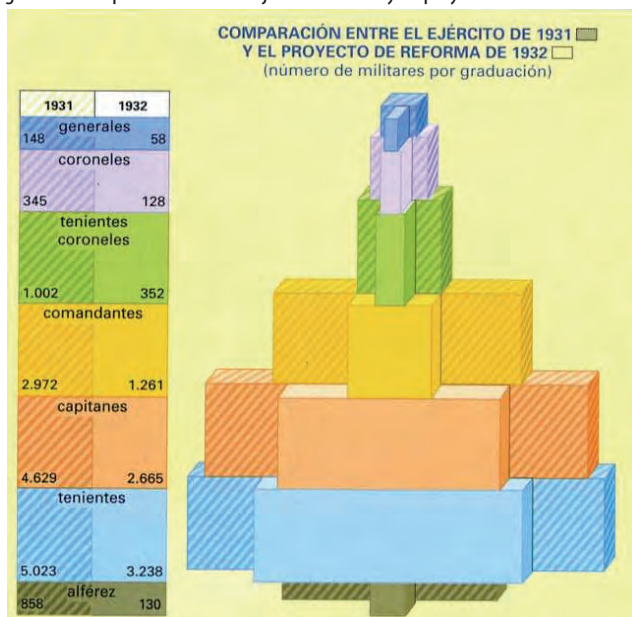 COMPARACIÓN ENTRE EL EJÉRCITO DE 1931
Y EL PROYECTO DE REFORMA DE 1932
(número de militares por graduación)
1931 1932
generales
148 58
coroneles
345 128
tenientes
coroneles
1.002 352
comandantes
2.972 1.261
capitanes
4.629 2.665
tenientes
5.023 3.238
alférez
858 130